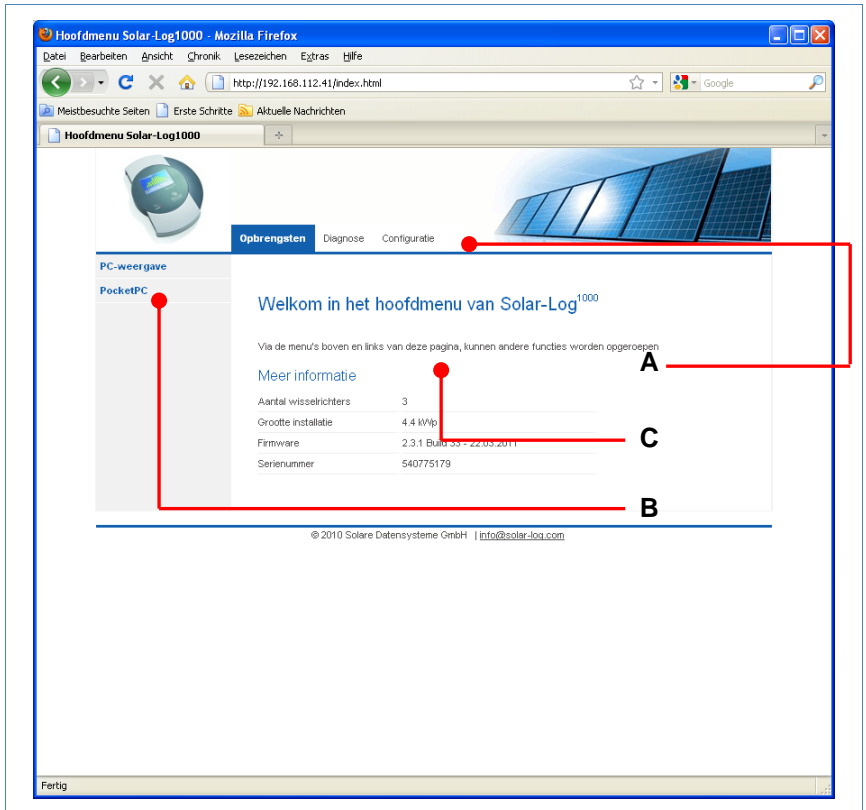 Hoofdmenu Solar-Log1000 - Mozilla Firefox
Datei Bearbeiten Ansicht Chronik Lesezeichen Extras Hilfe
http://192.168.112.41/index.html
Google
Meistbesuchte Seiten Erste Schritte Aktuelle Nachrichten
Hoofdmenu Solar-Log1000
Opbrengsten Diagnose Configuratie
PC-weergave
PocketPC
Welkom in het hoofdmenu van Solar-Log1000
Via de menu's boven en links van deze pagina, kunnen andere functies worden opgeroepen
A
Meer informatie
Aantal wisselrichters 3
Grootte installatie 4.4 kWp
Firmware 2.3.1 Build 33 - 22.03.2011
C
Serienummer 540775179
B
© 2010 Solare Datensysteme GmbH | info@solar-log.com
Fertig